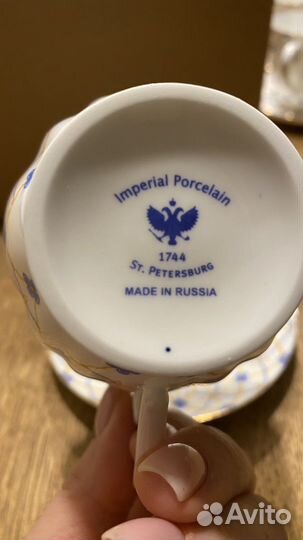 Imperial Porcelain
1744
St. Petersburg
MADE IN RUSSIA
Avito